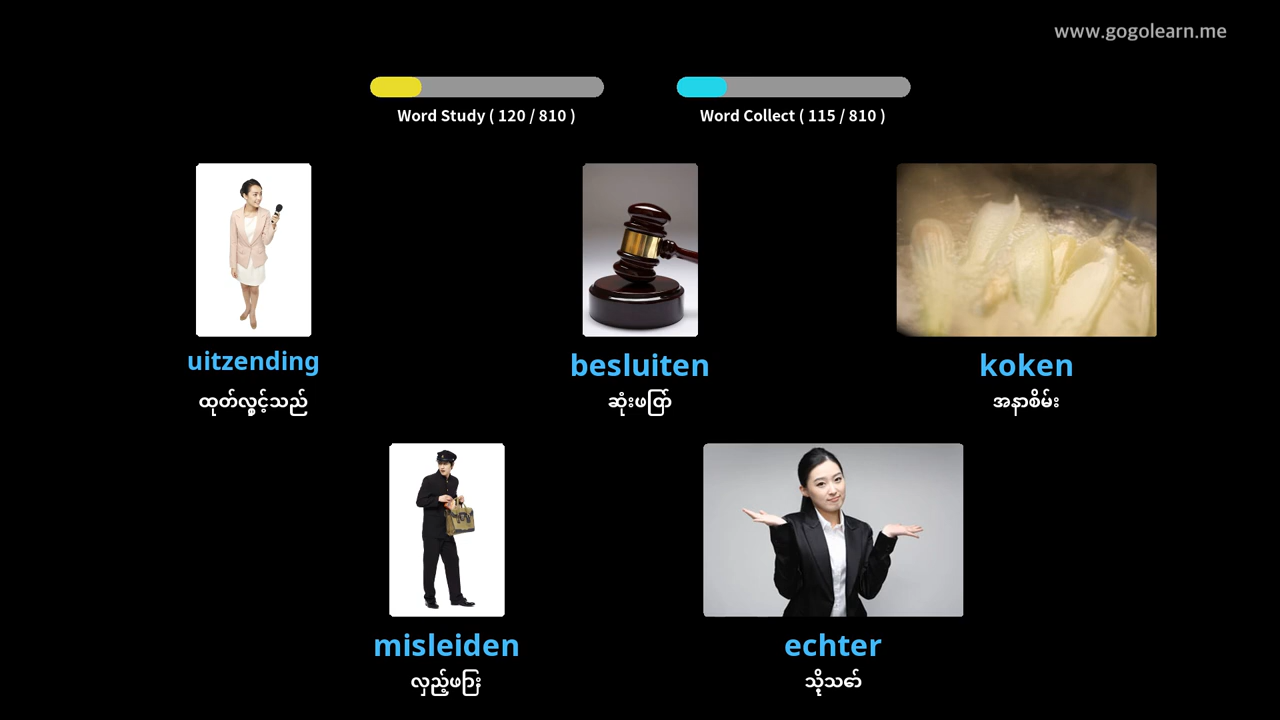 www.gogolearn.me
Word Study ( 120 / 810 )
Word Collect ( 115 / 810 )
uitzending
besluiten
koken
ထုတ်လွှင့်သည်
ဆုံးဖြတ်
အနာစိမ်း
misleiden
echter
လှည့်ဖြား
သို့သော်